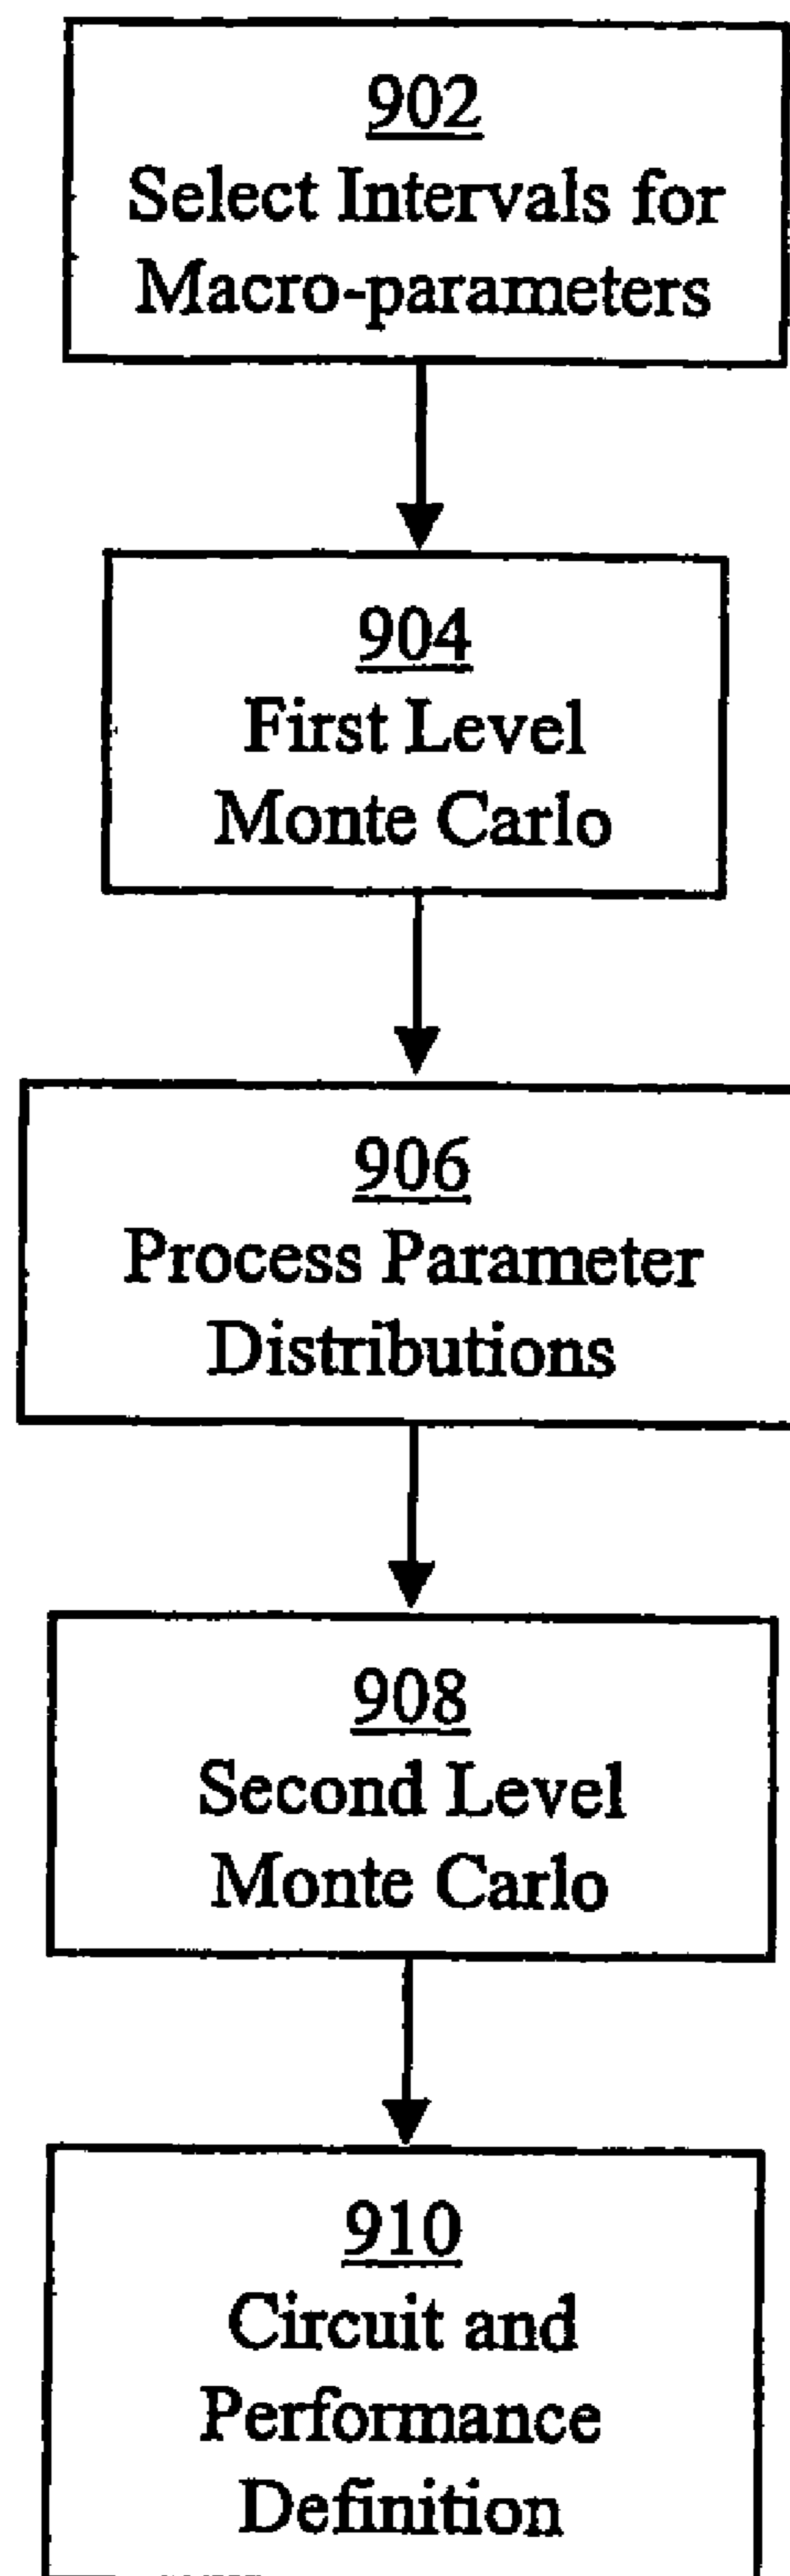 902
Select Intervals for
Macro-parameters
904
First Level
Monte Carlo
906
Process Parameter
Distributions
908
Second Level
Monte Carlo
910
Circuit and
Performance
Definition